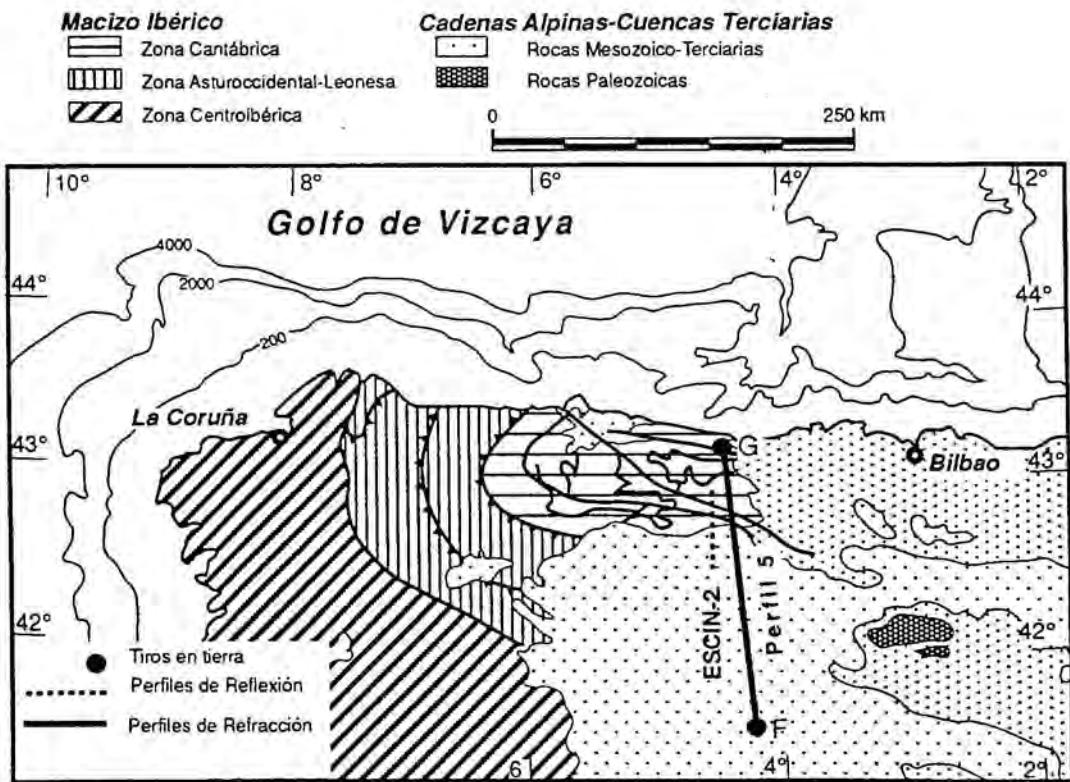 Macizo Ibérico
Zona Cantábrica
Zona Asturoccidental-Leonesa
Zona Centroibérica
Cadenas Alpinas-Cuencas Terciarias
Rocas Mesozoico-Terciarias
Rocas Paleozoicas
0 250 km
10° 8° 6° 4° 2°
Golfo de Vizcaya
4000
2000
200
44° 44°
La Coruña
G
Bilbao
43° 43°
ESCIN-2
Perfil 5
42° 42°
F
Tiros en tierra
Perfiles de Reflexión
Perfiles de Refracción
6 4° 2°